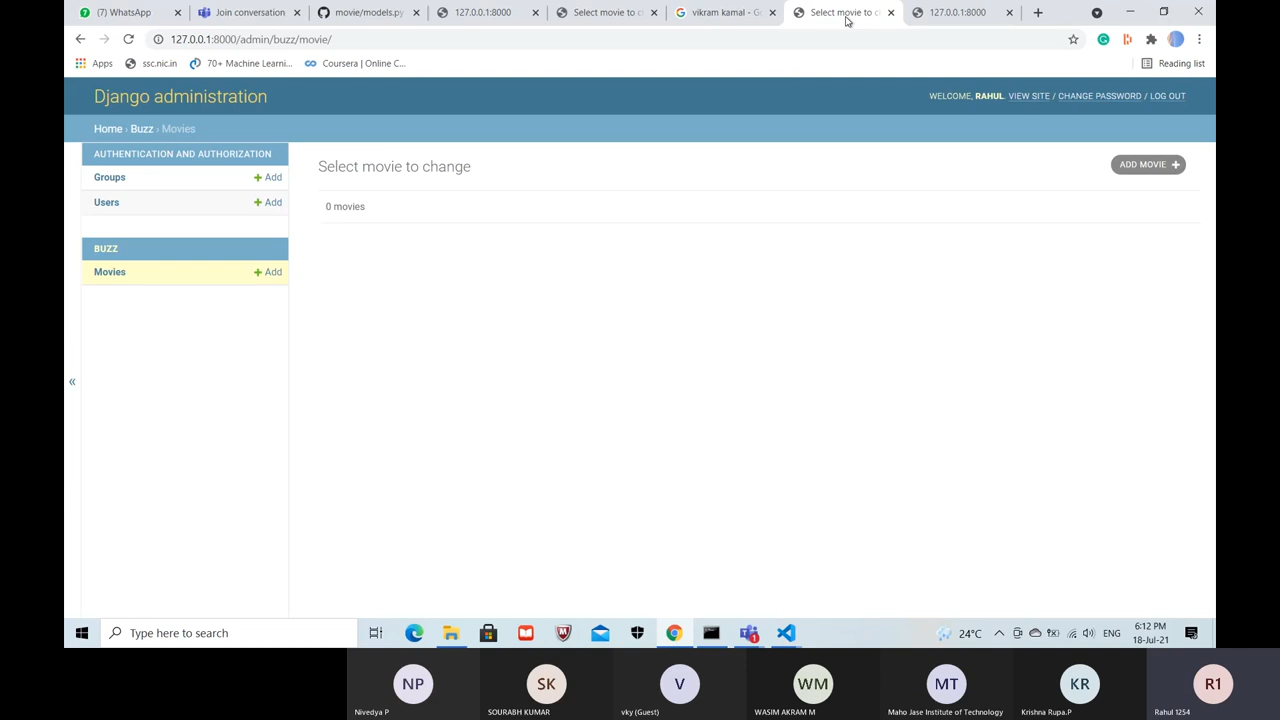 (7) WhatsApp
Join conversation
movie/models.py
127.0.0.1:8000
Select movie to c
vikram kamal - G
Select movie to c
127.0.0.1:8000
127.0.0.1:8000/admin/buzz/movie/
Apps
ssc.nic.in
70+ Machine Learni...
Coursera | Online C...
Reading list
Django administration
WELCOME, RAHUL. VIEW SITE / CHANGE PASSWORD / LOG OUT
Home › Buzz › Movies
AUTHENTICATION AND AUTHORIZATION
Groups + Add
Users + Add
BUZZ
Movies + Add
«
Select movie to change
ADD MOVIE +
0 movies
Type here to search
1
24°C
ENG
6:12 PM
18-Jul-21
NP
Nivedya P
SK
SOURABH KUMAR
V
vky (Guest)
WM
WASIM AKRAM M
MT
Maho Jase Institute of Technology
KR
Krishna Rupa.P
R1
Rahul 1254